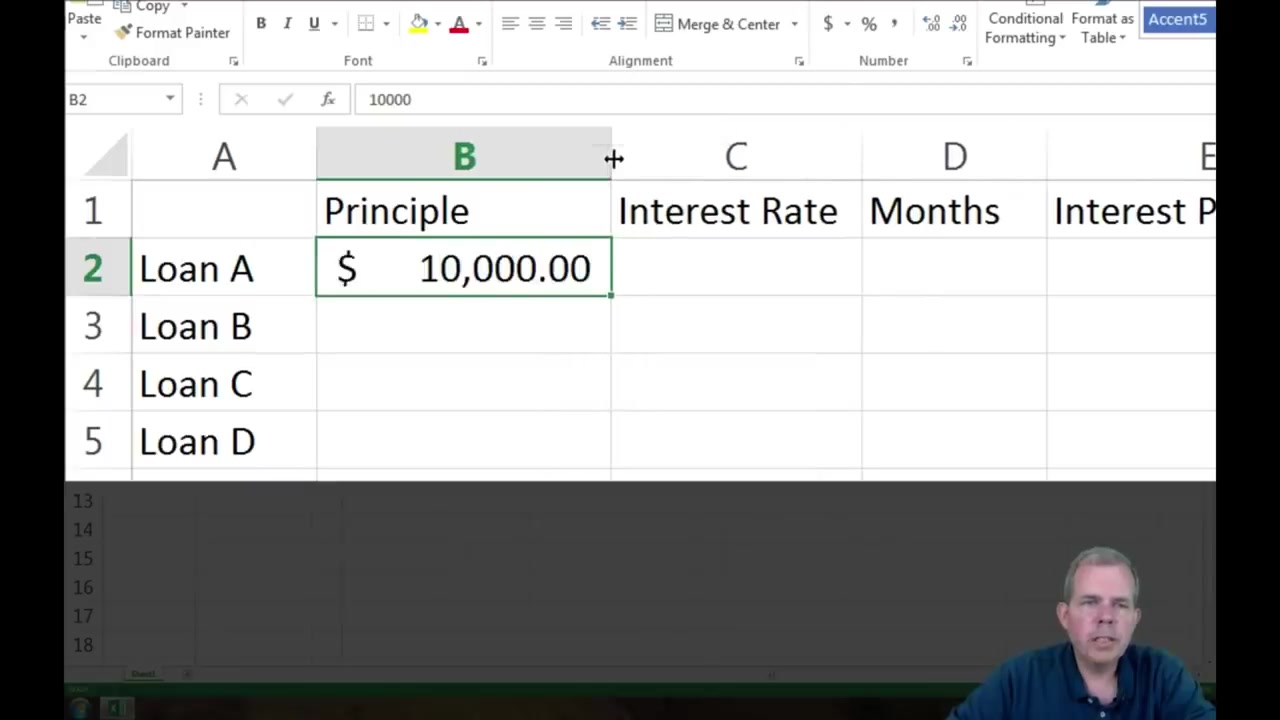 Paste Copy
Format Painter
B I U A Merge & Center $ % , Conditional Formatting Format as Table Accent5
Clipboard Font Alignment Number
B2 fx 10000
A B C D E
1 Principle Interest Rate Months Interest P
2 Loan A $ 10,000.00
3 Loan B
4 Loan C
5 Loan D
13
14
15
16
17
18
Sheet1